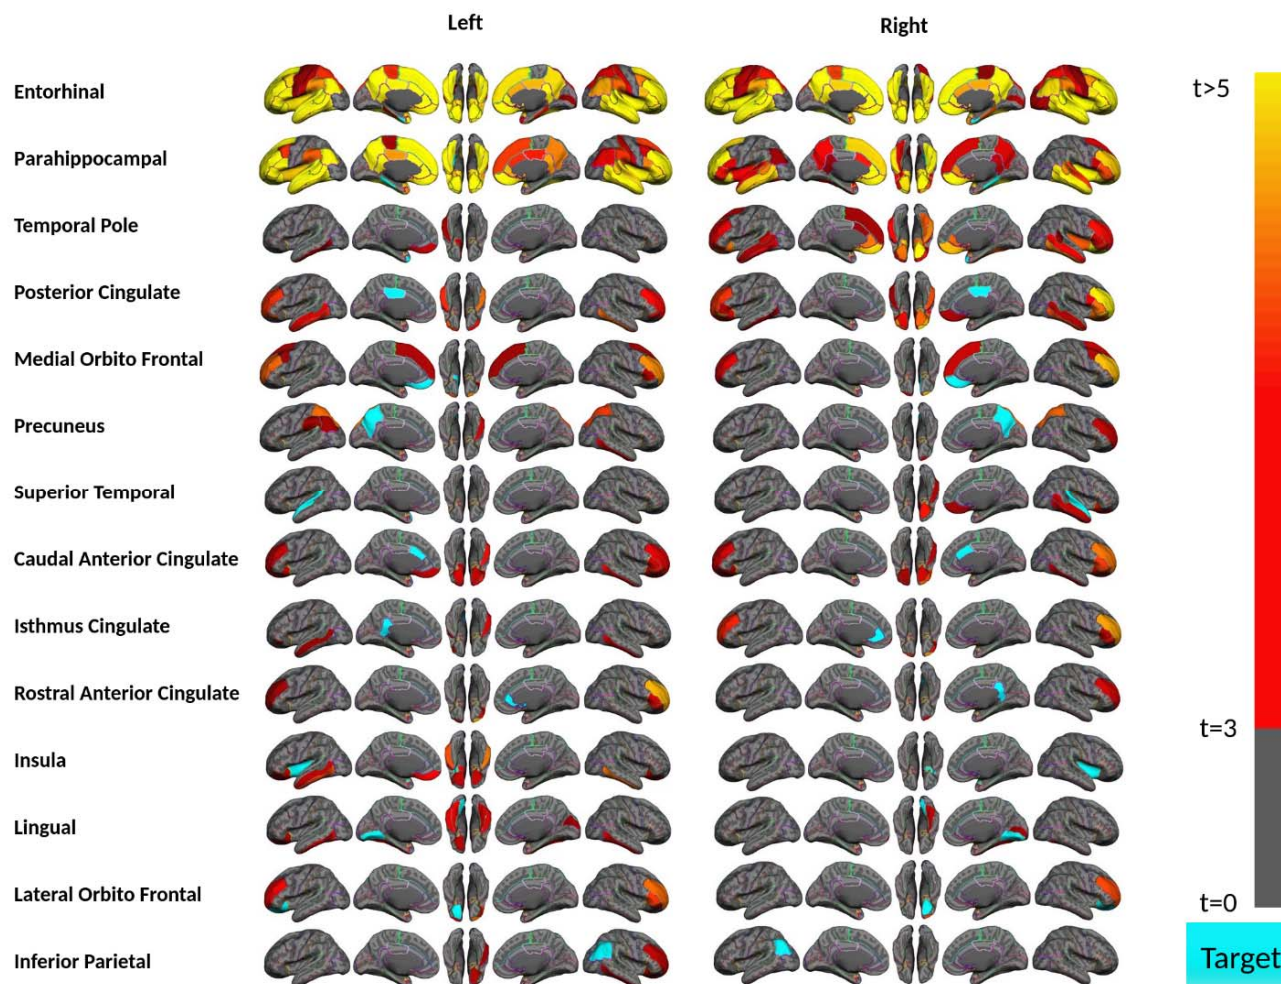 Left
Right
Entorhinal
Parahippocampal
Temporal Pole
Posterior Cingulate
Medial Orbito Frontal
Precuneus
Superior Temporal
Caudal Anterior Cingulate
Isthmus Cingulate
Rostral Anterior Cingulate
Insula
Lingual
Lateral Orbito Frontal
Inferior Parietal
t>5
t=3
t=0
Target